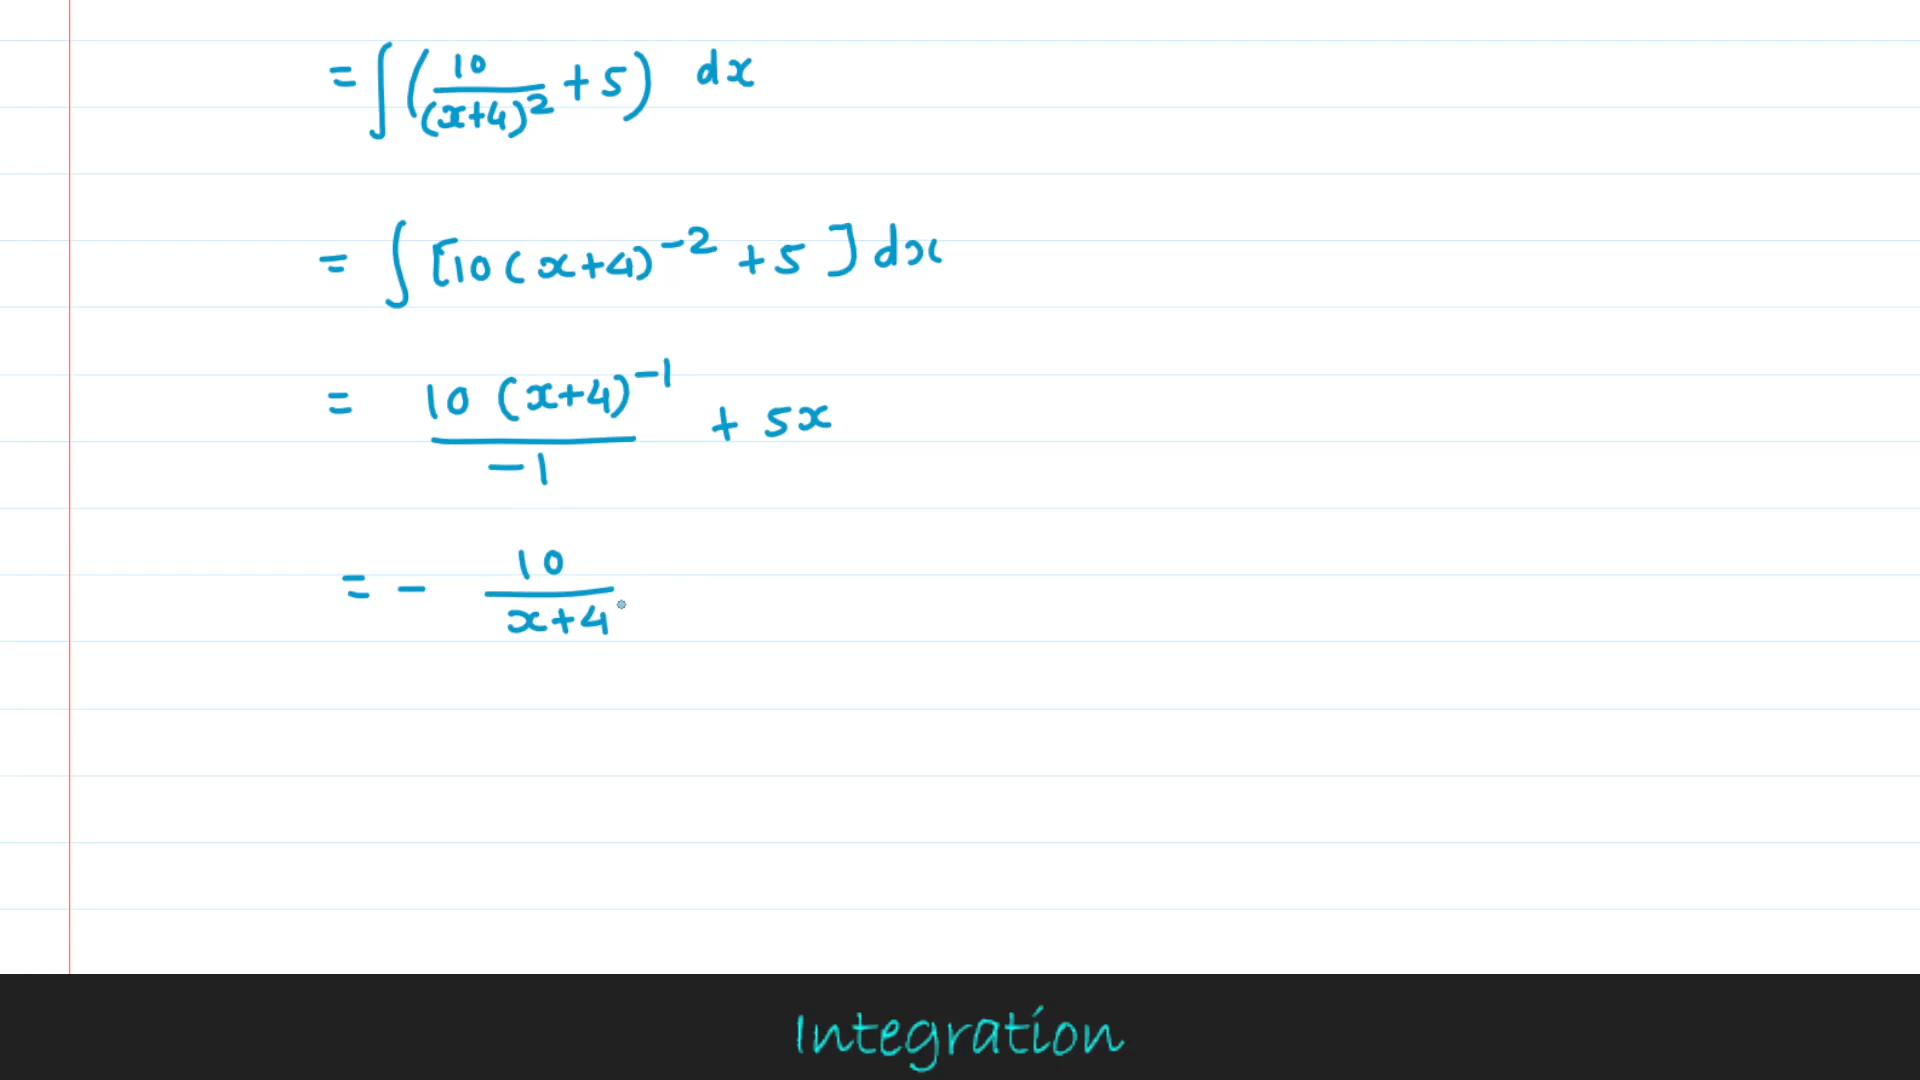 = ∫ (10/(x+4)² + 5) dx
= ∫ [10(x+4)⁻² + 5] dx
= 10(x+4)⁻¹/−1 + 5x
= − 10/x+4
Integration